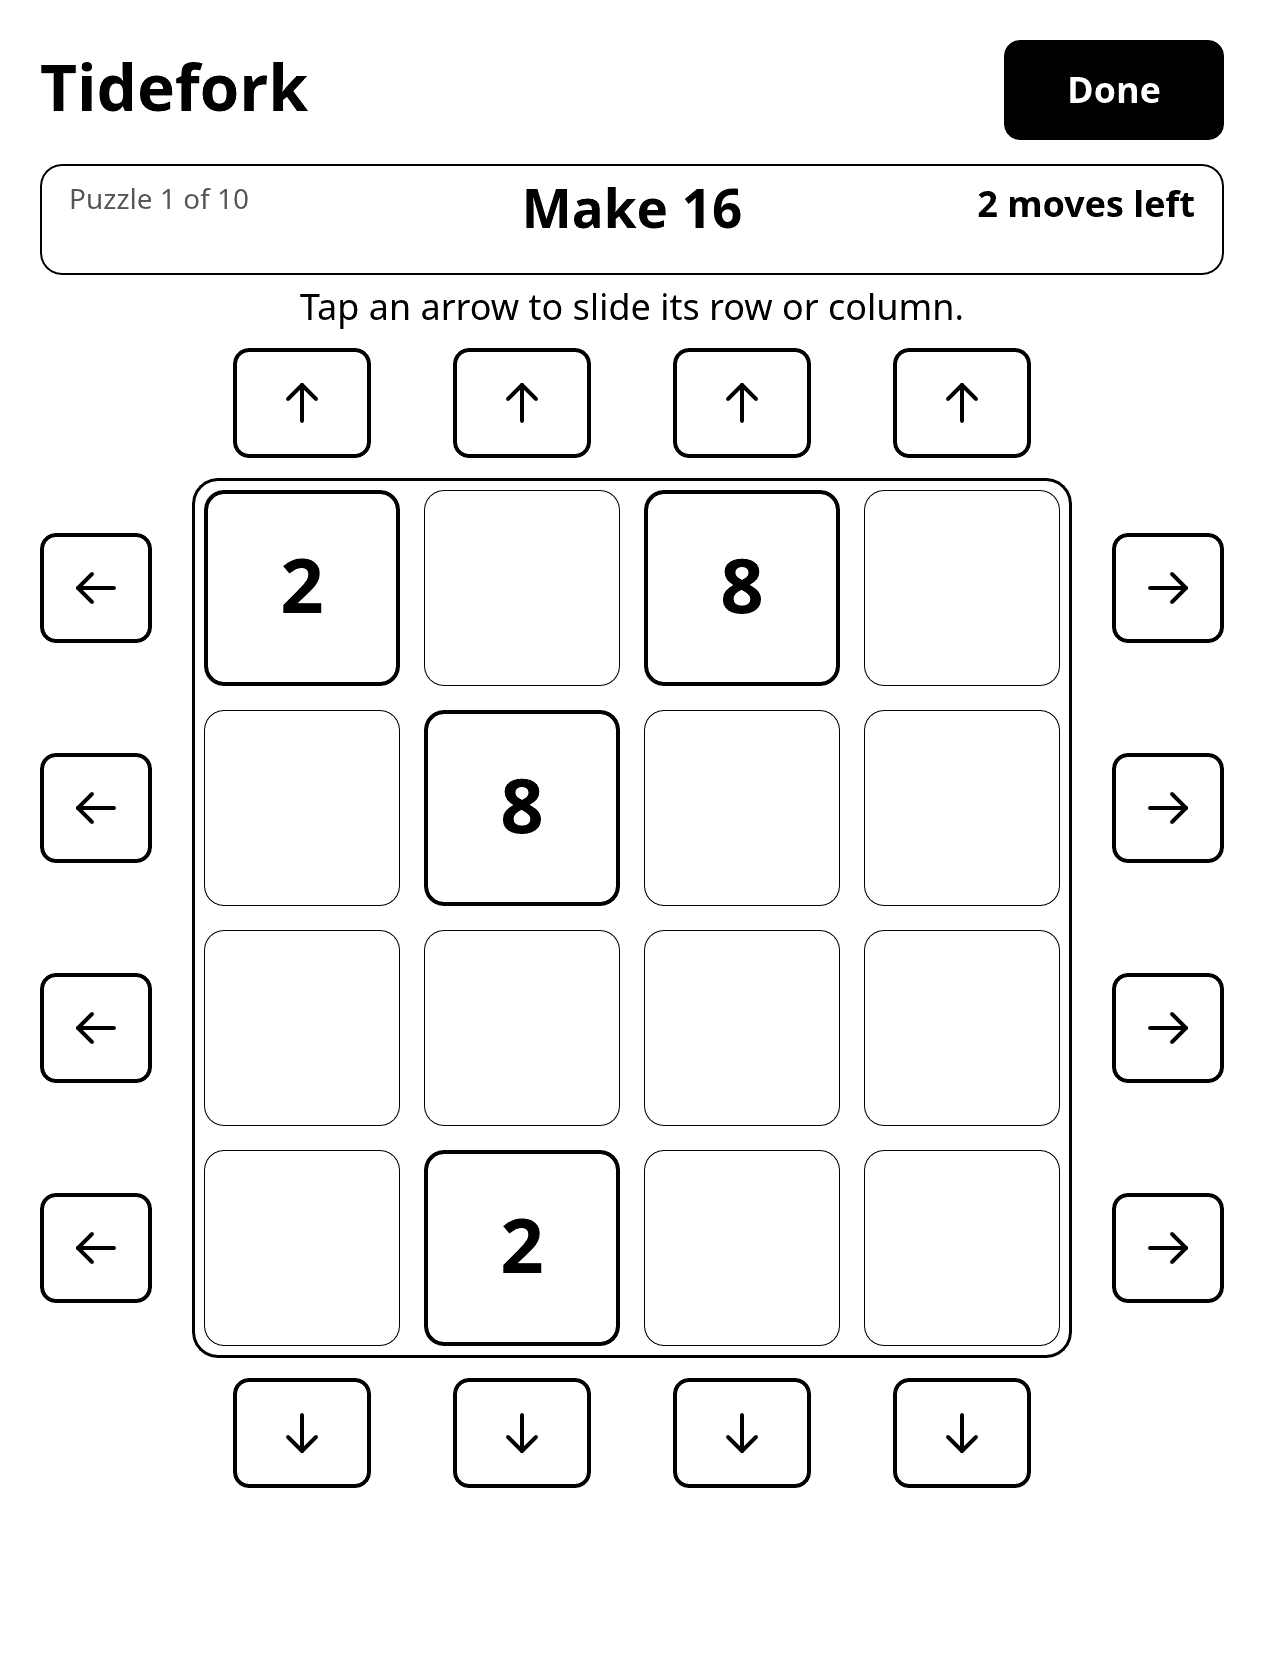 Tidefork
Done
Puzzle 1 of 10
Make 16
2 moves left
Tap an arrow to slide its row or column.
2 8
8
2